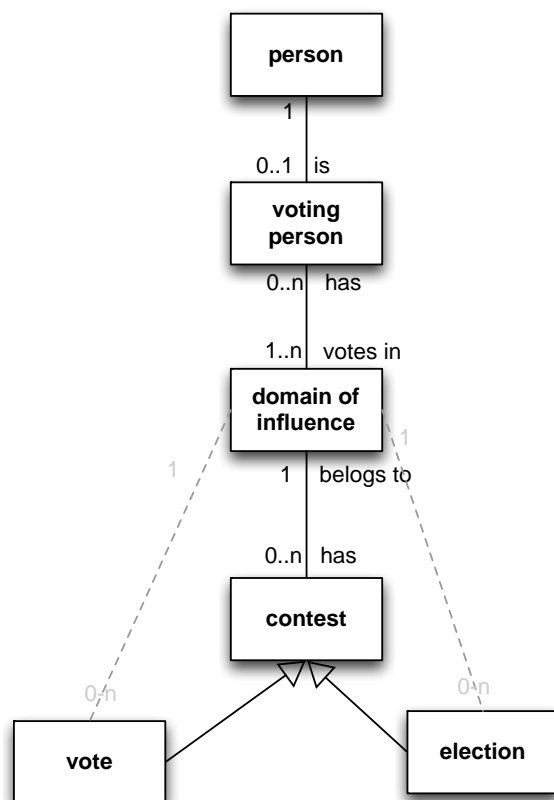 person
1
0..1 is
voting
person
0..n has
1..n votes in
domain of
influence
1
1
1 belogs to
0..n has
contest
0-n
0-n
vote
election